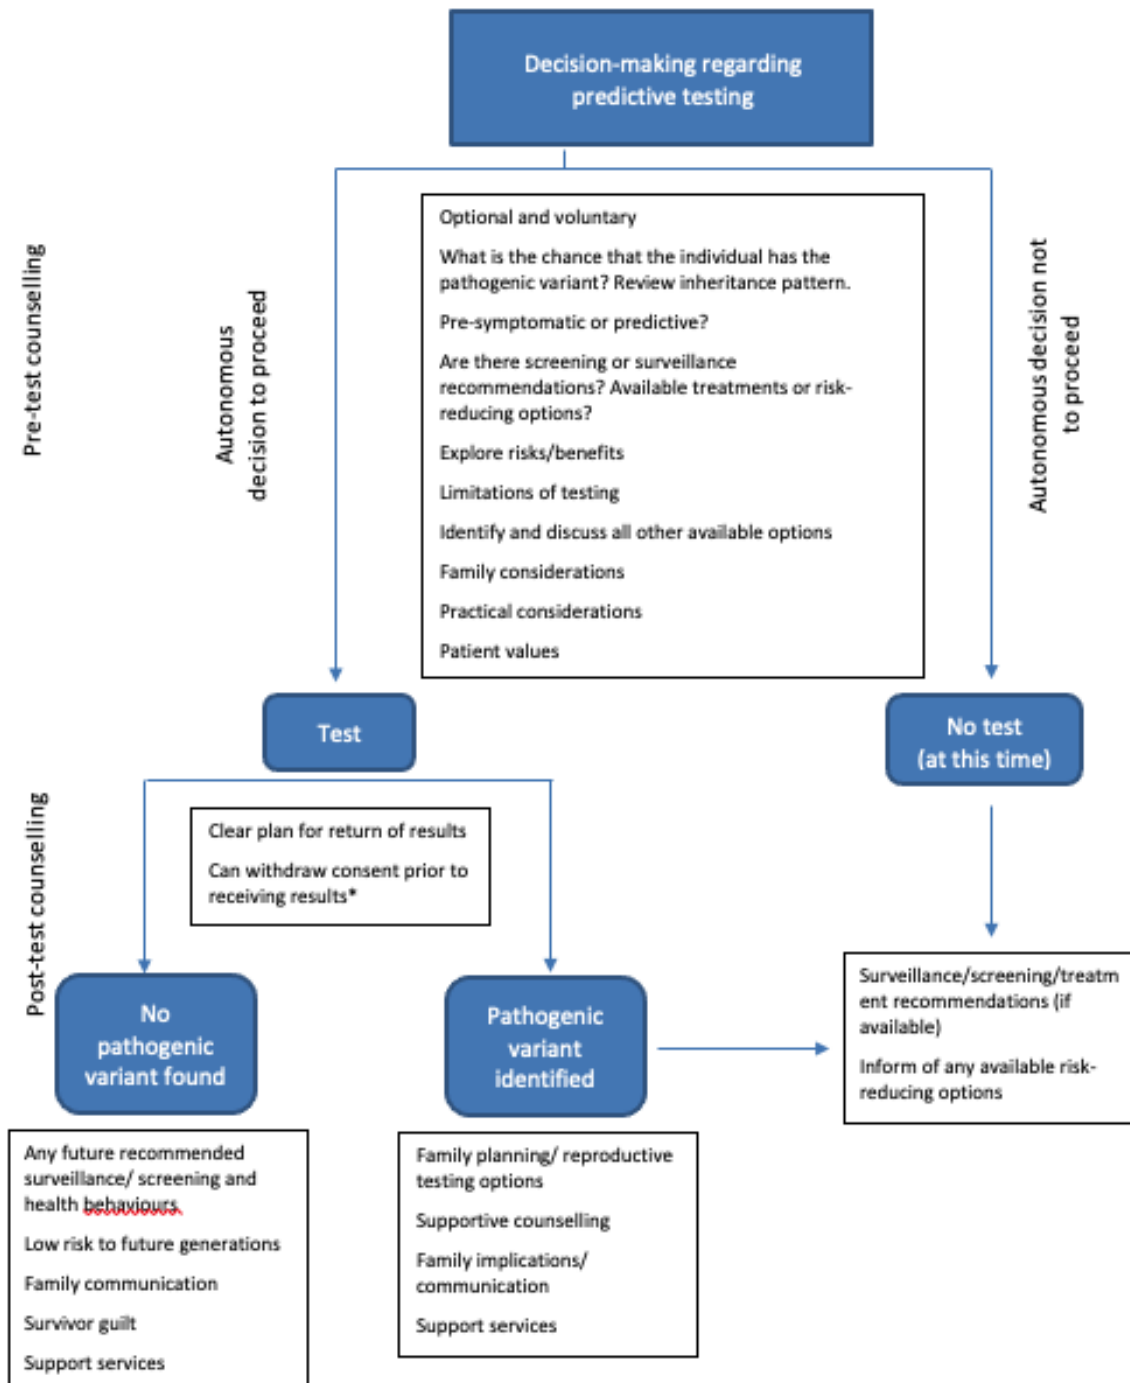 Decision-making regarding
predictive testing
Pre-test counselling
Autonomous
decision to proceed
Optional and voluntary
What is the chance that the individual has the
pathogenic variant? Review inheritance pattern.
Pre-symptomatic or predictive?
Are there screening or surveillance
recommendations? Available treatments or risk-
reducing options?
Explore risks/benefits
Limitations of testing
Identify and discuss all other available options
Family considerations
Practical considerations
Patient values
Autonomous decision not
to proceed
Test
No test
(at this time)
Post-test counselling
Clear plan for return of results
Can withdraw consent prior to
receiving results*
No
pathogenic
variant found
Pathogenic
variant
identified
Surveillance/screening/treatm
ent recommendations (if
available)
Inform of any available risk-
reducing options
Any future recommended
surveillance/ screening and
health behaviours
Low risk to future generations
Family communication
Survivor guilt
Support services
Family planning/ reproductive
testing options
Supportive counselling
Family implications/
communication
Support services